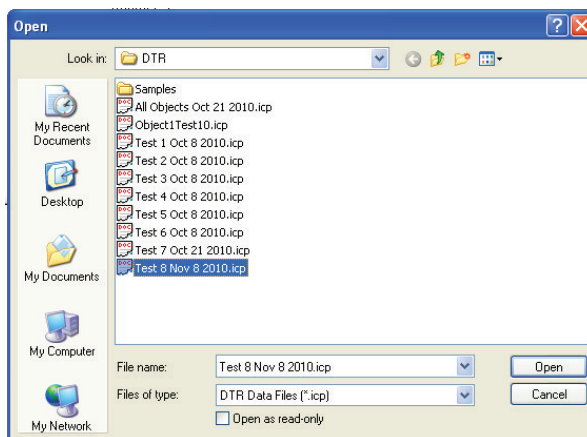 Open
Look in:
DTR
My Recent
Documents
Desktop
My Documents
My Computer
My Network
Samples
All Objects Oct 21 2010.icp
Object1Test10.icp
Test 1 Oct 8 2010.icp
Test 2 Oct 8 2010.icp
Test 3 Oct 8 2010.icp
Test 4 Oct 8 2010.icp
Test 5 Oct 8 2010.icp
Test 6 Oct 8 2010.icp
Test 7 Oct 21 2010.icp
Test 8 Nov 8 2010.icp
File name:
Test 8 Nov 8 2010.icp
Open
Files of type:
DTR Data Files (*.icp)
Cancel
Open as read-only